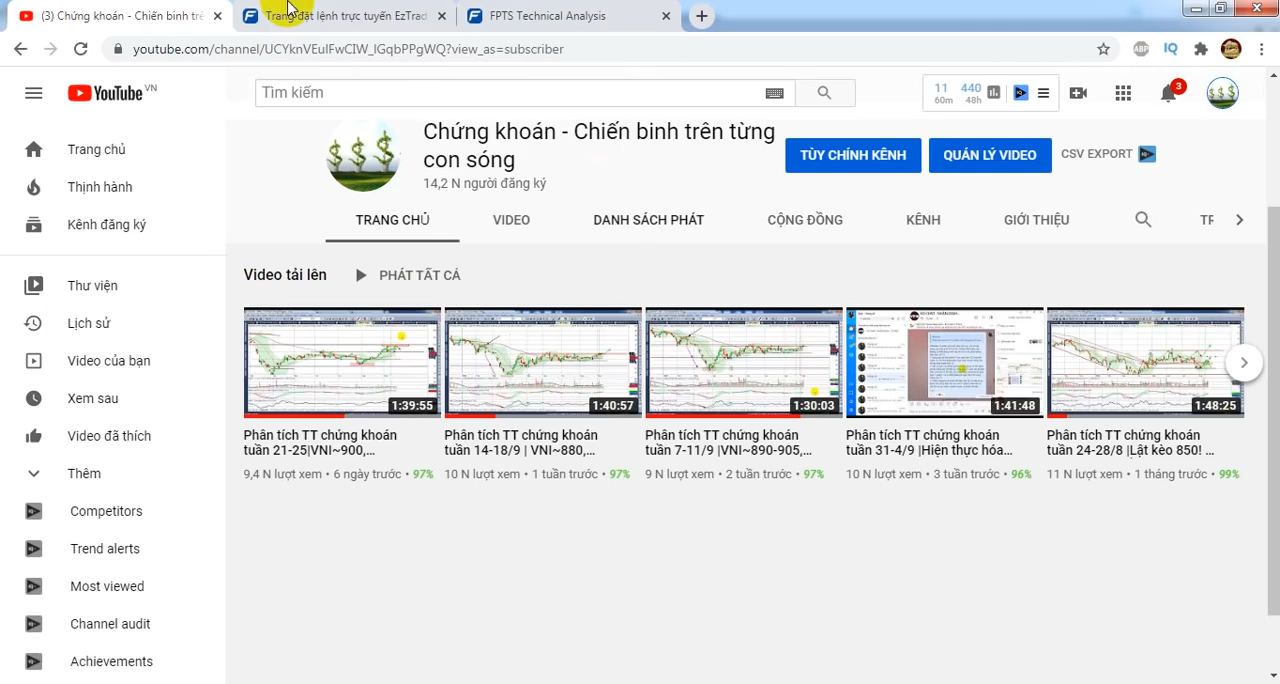 (3) Chứng khoán - Chiến binh trê
Trang đặt lệnh trực tuyến EzTrad
FPTS Technical Analysis
youtube.com/channel/UCYknVEuIFwCIW_lGqbPPgWQ?view_as=subscriber
ABP
IQ
YouTube VN
Tìm kiếm
11 440
60m 48h
3
Chứng khoán - Chiến binh trên từng
con sóng
14,2 N người đăng ký
TÙY CHỈNH KÊNH
QUẢN LÝ VIDEO
CSV EXPORT
TRANG CHỦ
VIDEO
DANH SÁCH PHÁT
CỘNG ĐỒNG
KÊNH
GIỚI THIỆU
TR
Trang chủ
Thịnh hành
Kênh đăng ký
Thư viện
Lịch sử
Video của bạn
Xem sau
Video đã thích
Thêm
Competitors
Trend alerts
Most viewed
Channel audit
Achievements
Video tải lên
PHÁT TẤT CẢ
1:39:55
1:40:57
1:30:03
1:41:48
1:48:25
Phân tích TT chứng khoán
tuần 21-25|VNI~900,...
9,4 N lượt xem • 6 ngày trước • 97%
Phân tích TT chứng khoán
tuần 14-18/9 | VNI~880,...
10 N lượt xem • 1 tuần trước • 97%
Phân tích TT chứng khoán
tuần 7-11/9 |VNI~890-905,...
9 N lượt xem • 2 tuần trước • 97%
Phân tích TT chứng khoán
tuần 31-4/9 |Hiện thực hóa...
10 N lượt xem • 3 tuần trước • 96%
Phân tích TT chứng khoán
tuần 24-28/8 |Lật kèo 850! ...
11 N lượt xem • 1 tháng trước • 99%